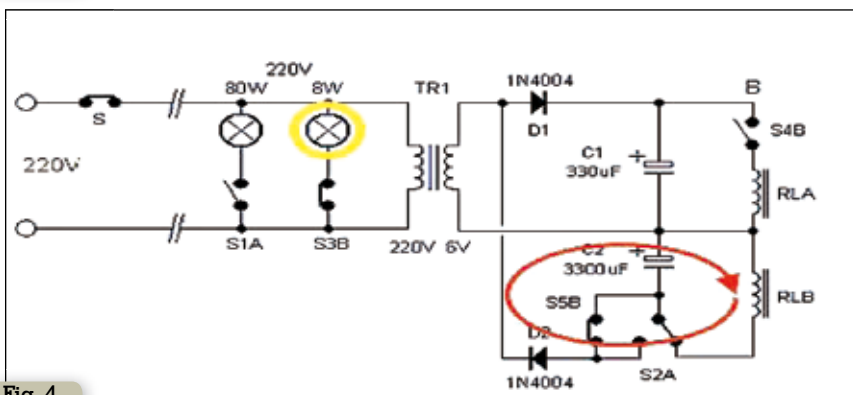 220V
80W
8W
TR1
1N4004
B
S
D1
S4B
220V
C1
330uF
+
RLA
S1A
S3B
220V 6V
C2
+
3300uF
RLB
S5B
D2
1N4004
S2A
Fig. 4